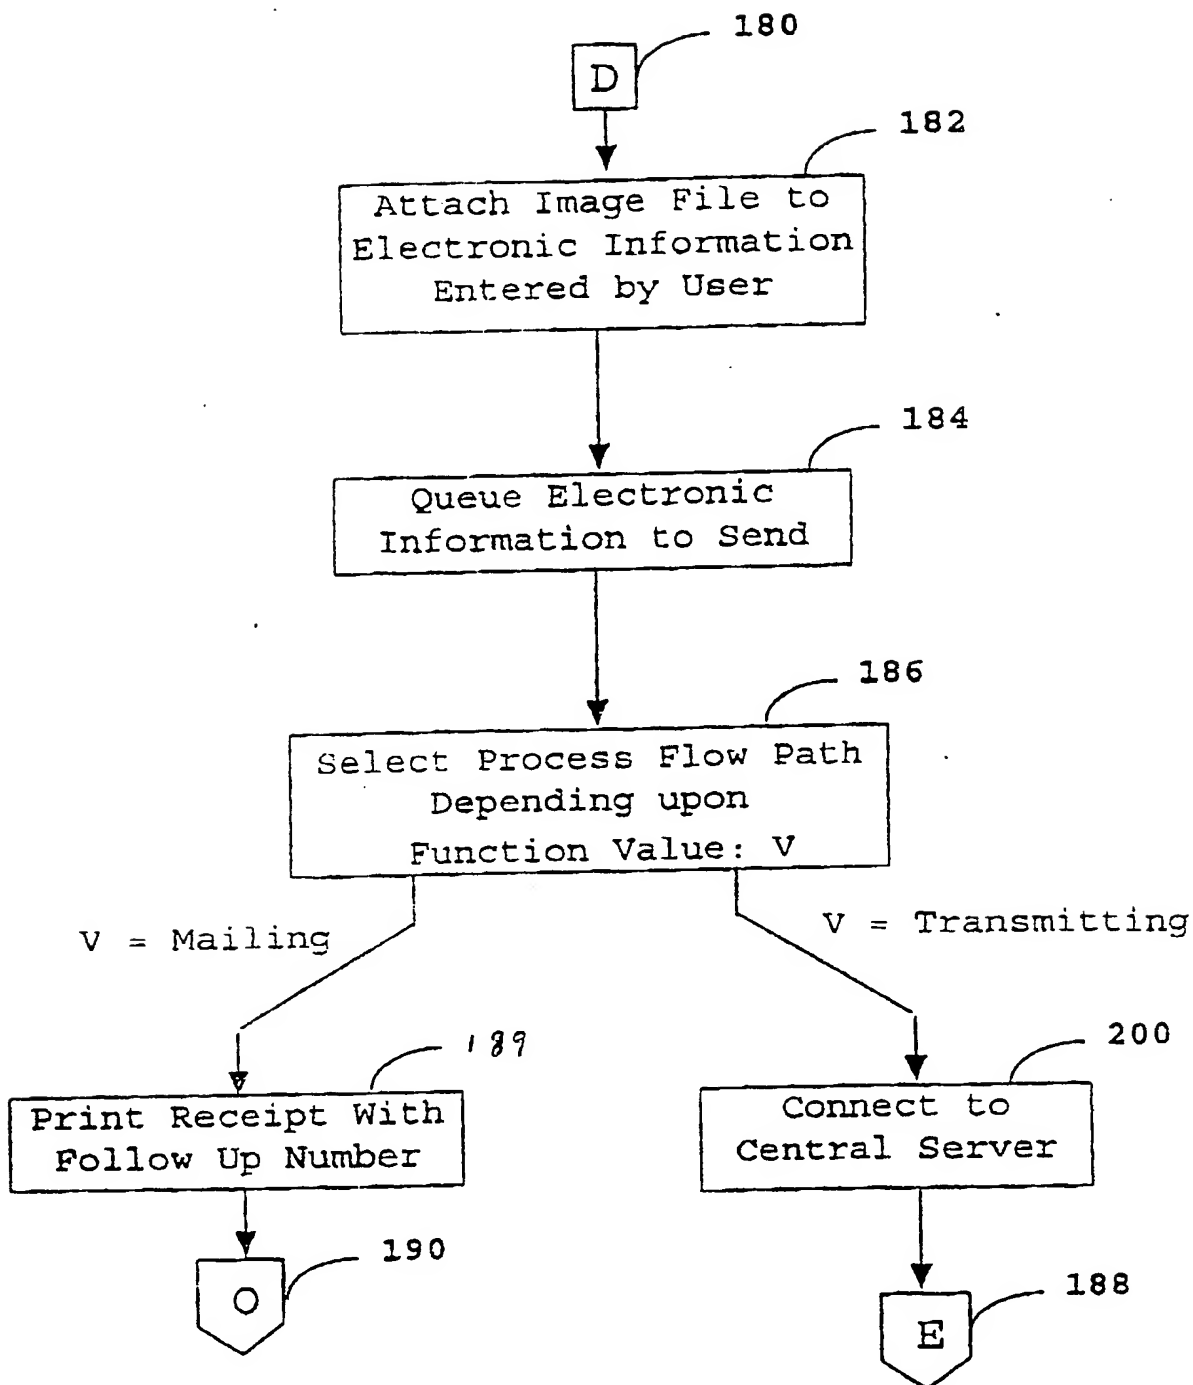 180
D
182
Attach Image File to
Electronic Information
Entered by User
184
Queue Electronic
Information to Send
186
Select Process Flow Path
Depending upon
Function Value: V
V = Mailing
V = Transmitting
189
Print Receipt With
Follow Up Number
200
Connect to
Central Server
190
O
188
E